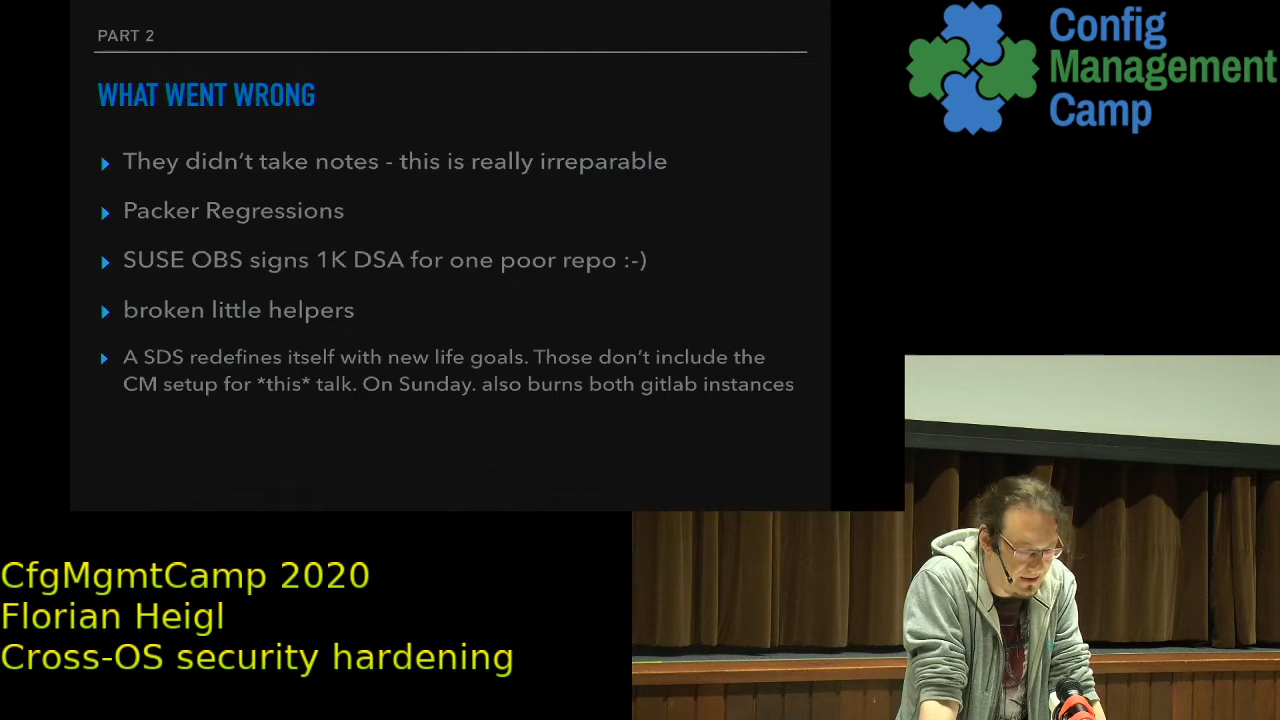 PART 2
WHAT WENT WRONG
They didn't take notes - this is really irreparable
Packer Regressions
SUSE OBS signs 1K DSA for one poor repo :-)
broken little helpers
A SDS redefines itself with new life goals. Those don't include the
CM setup for *this* talk. On Sunday. also burns both gitlab instances
Config
Management
Camp
CfgMgmtCamp 2020
Florian Heigl
Cross-OS security hardening